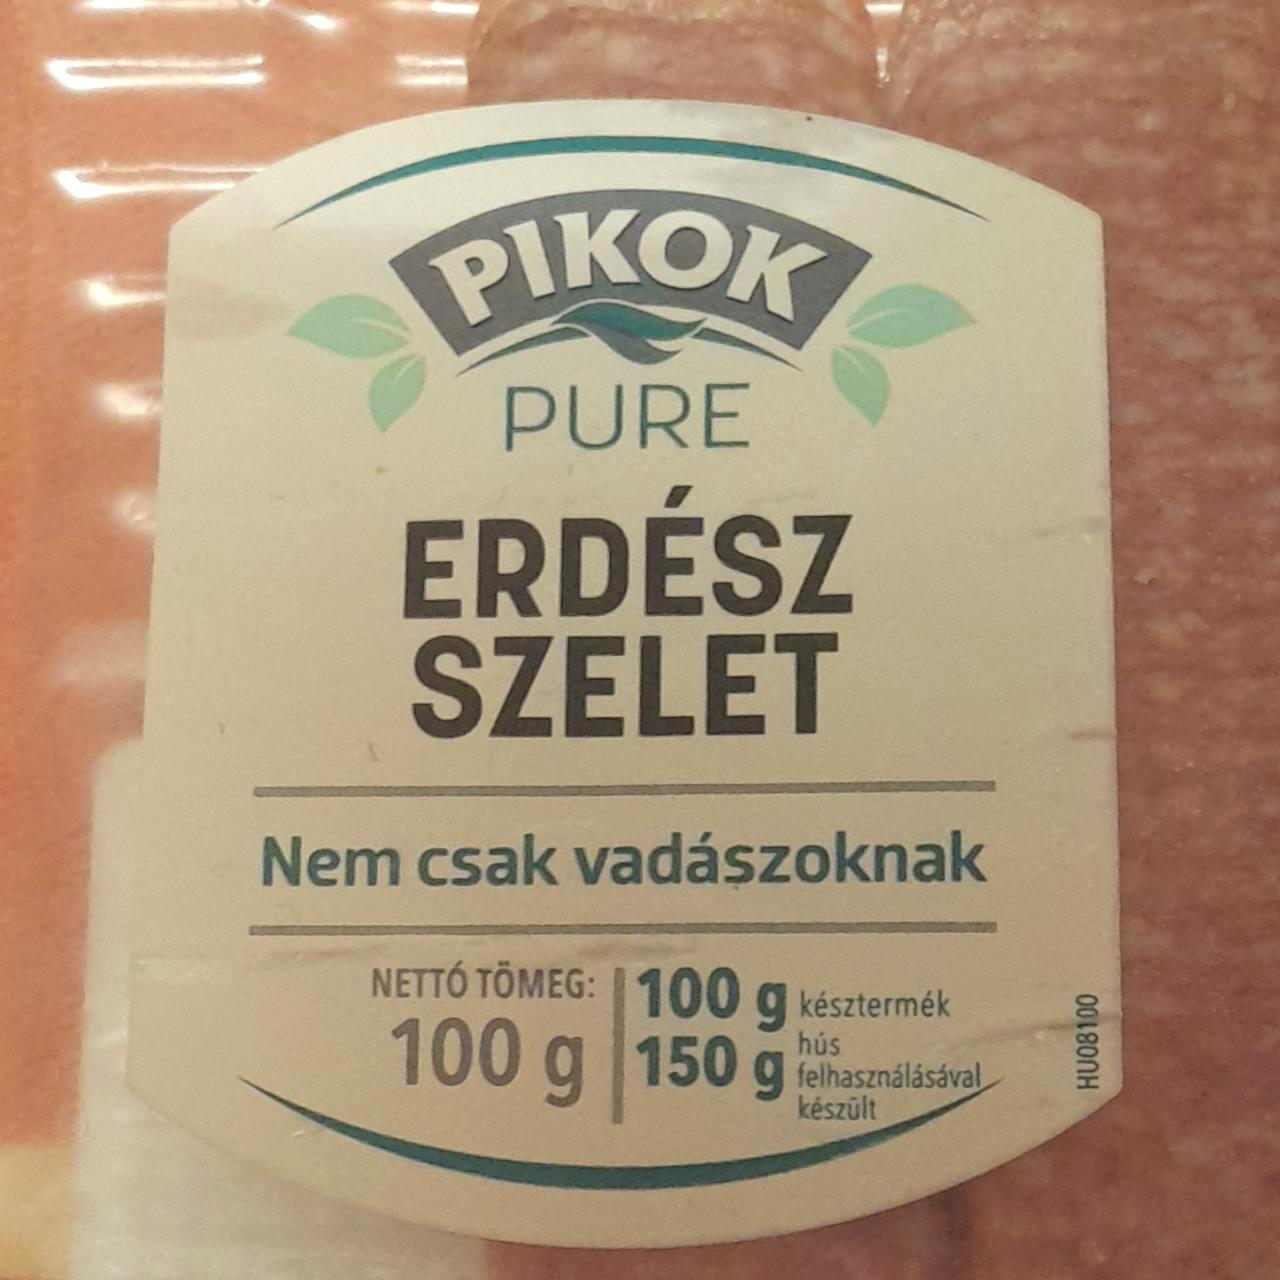 PIKOK
PURE
ERDÉSZ
SZELET
Nem csak vadászoknak
NETTÓ TÖMEG:
100 g
100 g késztermék
150 g hús
felhasználásával
készült
HU08100